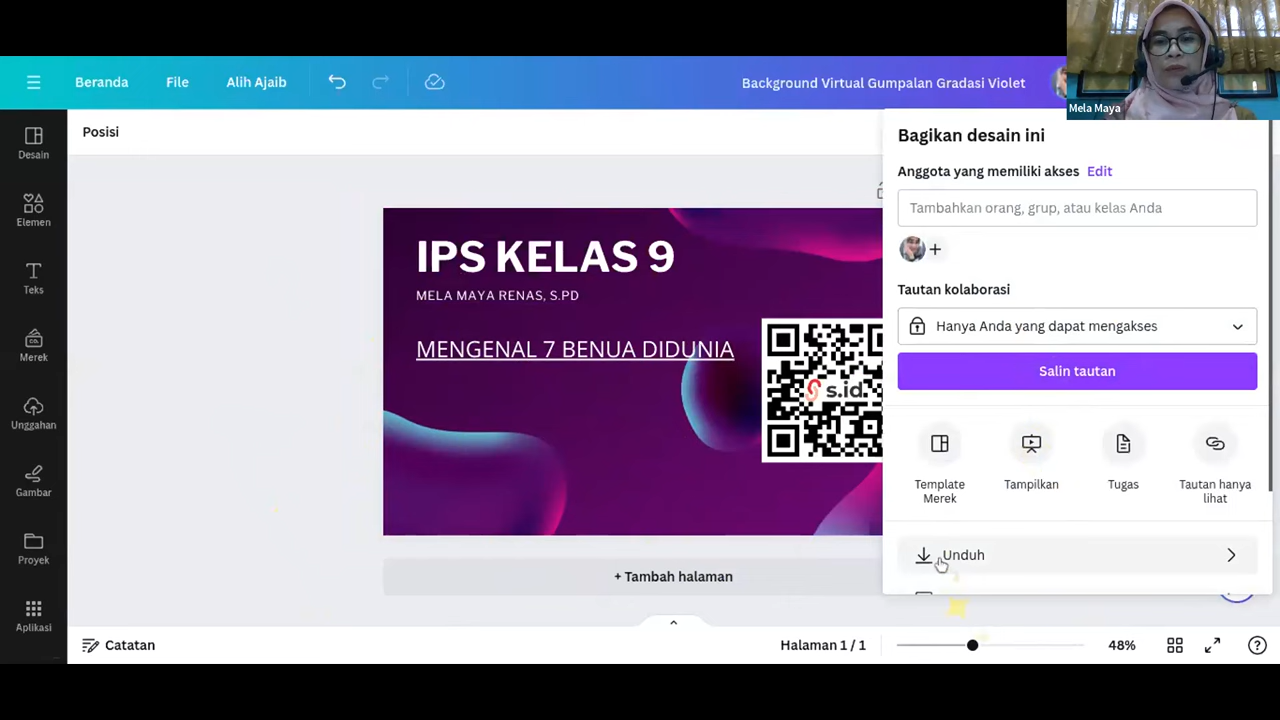 Beranda
File
Alih Ajaib
Background Virtual Gumpalan Gradasi Violet
Mela Maya
Desain
Elemen
Teks
Merek
Unggahan
Gambar
Proyek
Aplikasi
Posisi
IPS KELAS 9
MELA MAYA RENAS, S.PD
MENGENAL 7 BENUA DIDUNIA
s.id
+ Tambah halaman
Bagikan desain ini
Anggota yang memiliki akses Edit
Tambahkan orang, grup, atau kelas Anda
Tautan kolaborasi
Hanya Anda yang dapat mengakses
Salin tautan
Template
Merek
Tampilkan
Tugas
Tautan hanya
lihat
Unduh
Catatan
Halaman 1 / 1
48%